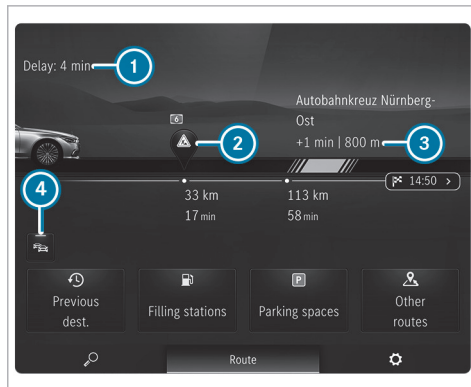 Delay: 4 min
1
Autobahnkreuz Nürnberg-
Ost
6
2
+1 min | 800 m
3
4
14:50 >
33 km
113 km
17 min
58 min
P
Previous
dest.
Filling stations
Parking spaces
Other
routes
Route